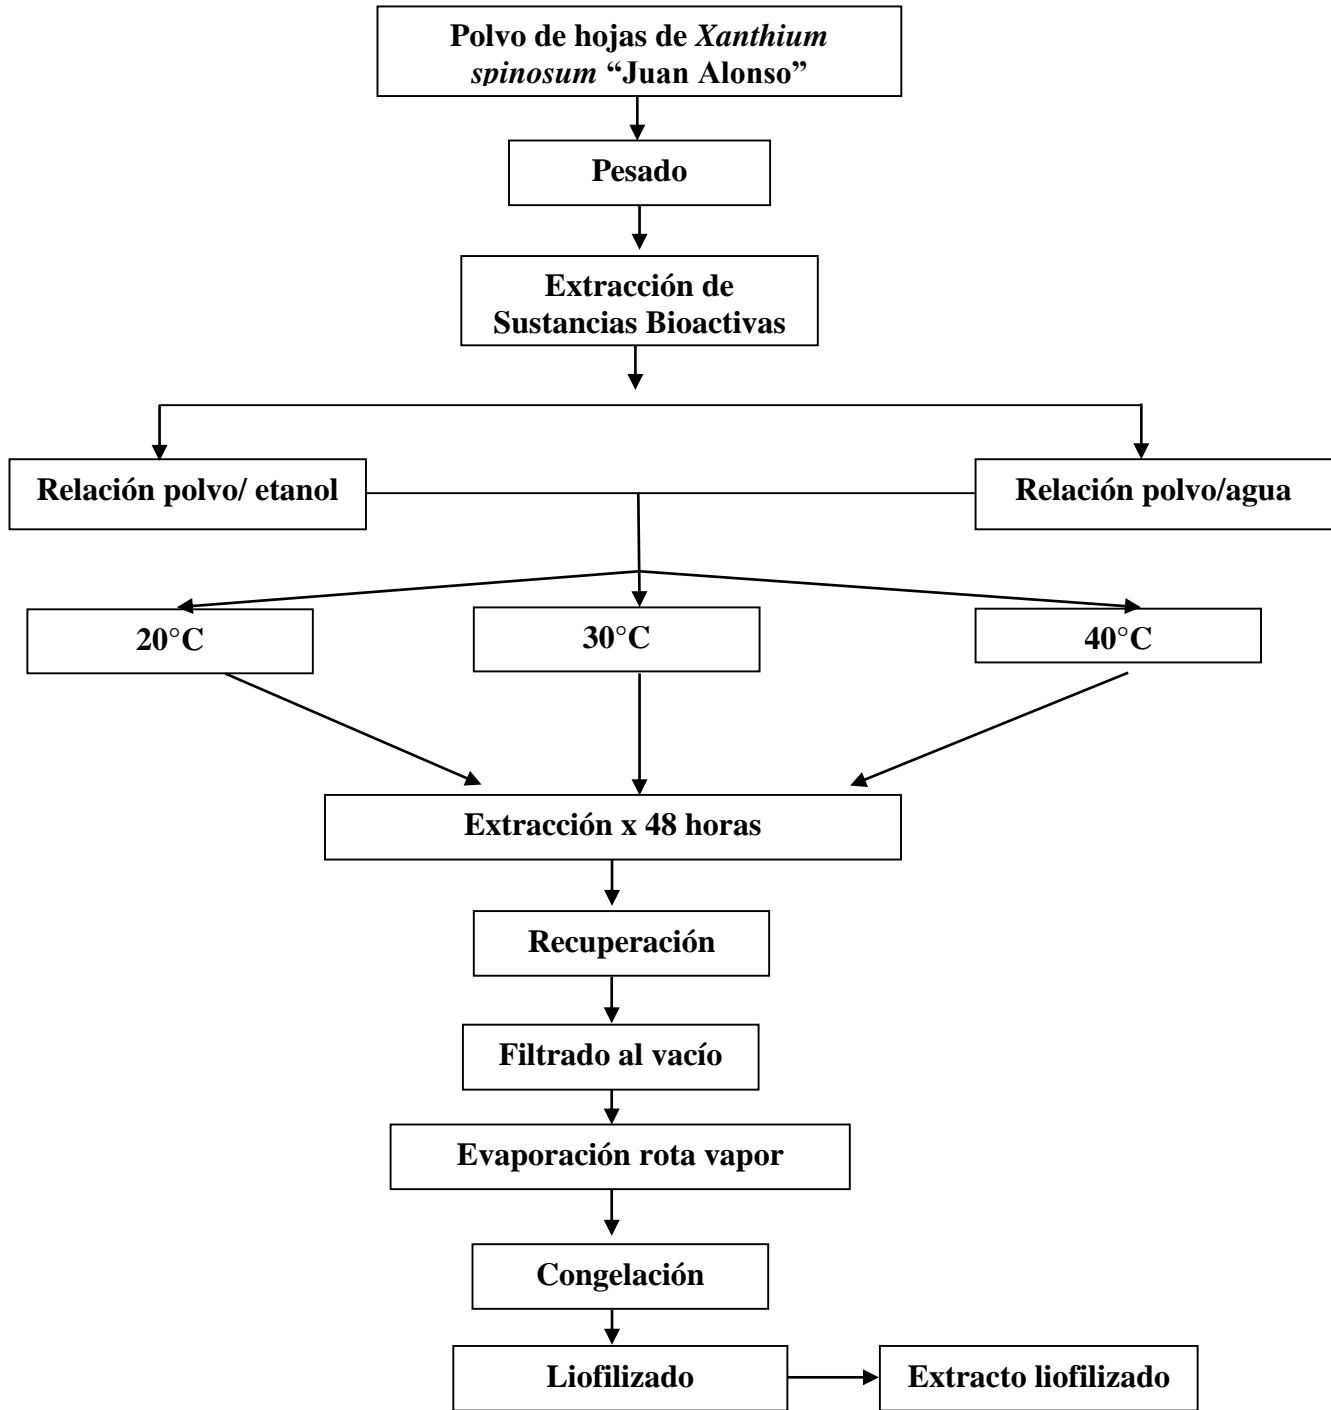 Polvo de hojas de Xanthium
spinosum “Juan Alonso”
Pesado
Extracción de
Sustancias Bioactivas
Relación polvo/ etanol
Relación polvo/agua
20°C
30°C
40°C
Extracción x 48 horas
Recuperación
Filtrado al vacío
Evaporación rota vapor
Congelación
Liofilizado
Extracto liofilizado